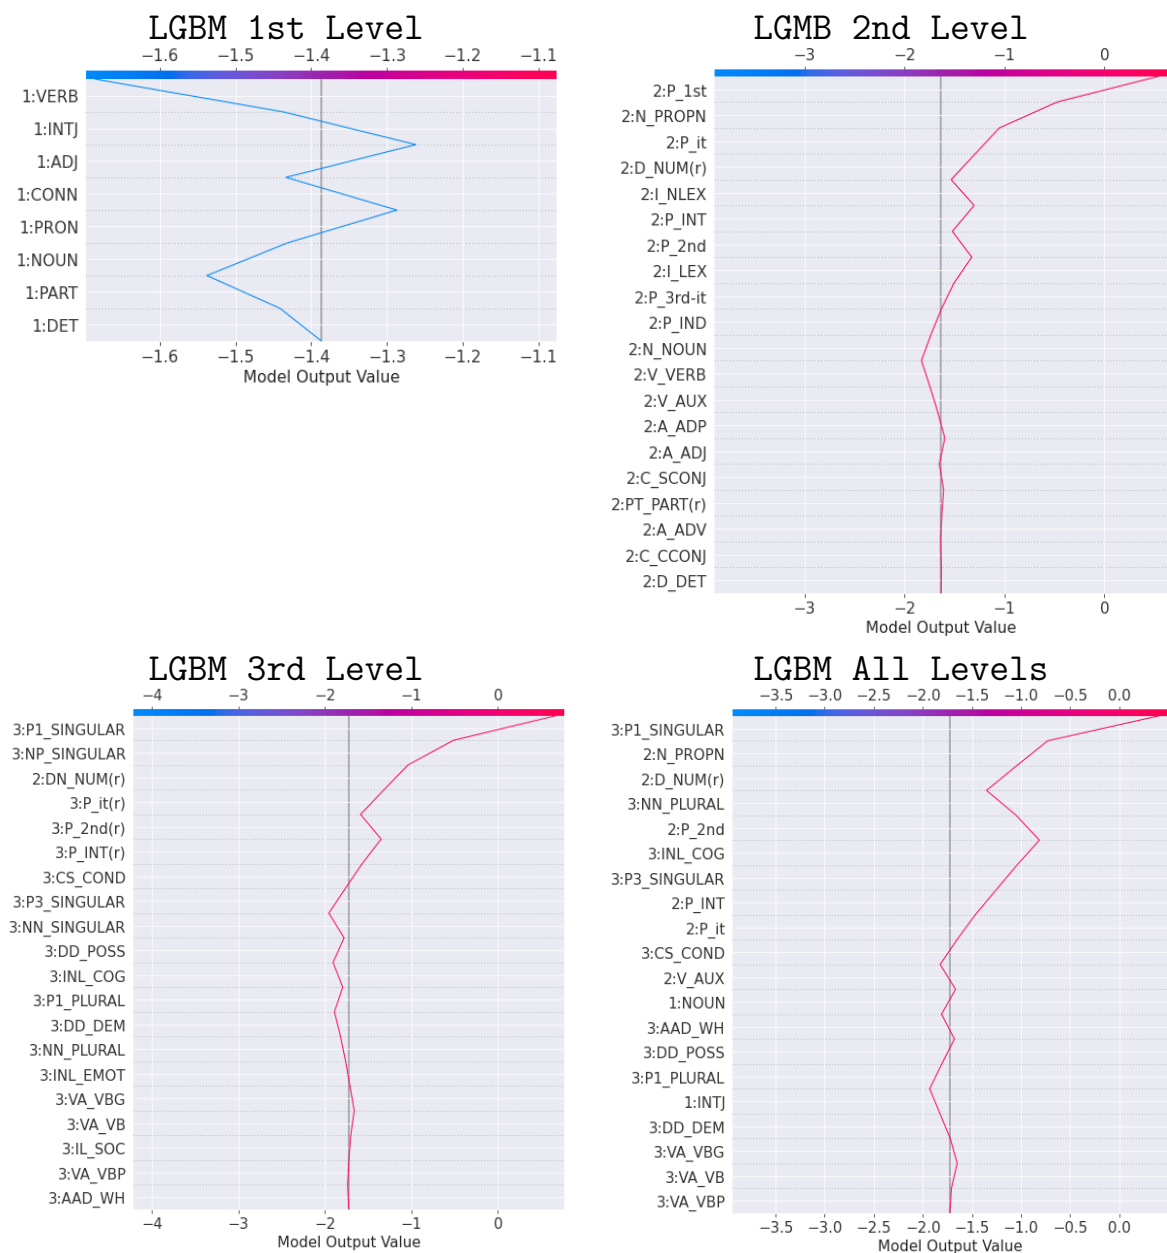 LGBM 1st Level
−1.6 −1.5 −1.4 −1.3 −1.2 −1.1
1:VERB
1:INTJ
1:ADJ
1:CONN
1:PRON
1:NOUN
1:PART
1:DET
−1.6 −1.5 −1.4 −1.3 −1.2 −1.1
Model Output Value
LGMB 2nd Level
−3 −2 −1 0
2:P_1st
2:N_PROPN
2:P_it
2:D_NUM(r)
2:I_NLEX
2:P_INT
2:P_2nd
2:I_LEX
2:P_3rd-it
2:P_IND
2:N_NOUN
2:V_VERB
2:V_AUX
2:A_ADP
2:A_ADJ
2:C_SCONJ
2:PT_PART(r)
2:A_ADV
2:C_CCONJ
2:D_DET
−3 −2 −1 0
Model Output Value
LGBM 3rd Level
−4 −3 −2 −1 0
3:P1_SINGULAR
3:NP_SINGULAR
2:DN_NUM(r)
3:P_it(r)
3:P_2nd(r)
3:P_INT(r)
3:CS_COND
3:P3_SINGULAR
3:NN_SINGULAR
3:DD_POSS
3:INL_COG
3:P1_PLURAL
3:DD_DEM
3:NN_PLURAL
3:INL_EMOT
3:VA_VBG
3:VA_VB
3:IL_SOC
3:VA_VBP
3:AAD_WH
−4 −3 −2 −1 0
Model Output Value
LGBM All Levels
−3.5 −3.0 −2.5 −2.0 −1.5 −1.0 −0.5 0.0
3:P1_SINGULAR
2:N_PROPN
2:D_NUM(r)
3:NN_PLURAL
2:P_2nd
3:INL_COG
3:P3_SINGULAR
2:P_INT
2:P_it
3:CS_COND
2:V_AUX
1:NOUN
3:AAD_WH
3:DD_POSS
3:P1_PLURAL
1:INTJ
3:DD_DEM
3:VA_VBG
3:VA_VB
3:VA_VBP
−3.5 −3.0 −2.5 −2.0 −1.5 −1.0 −0.5 0.0
Model Output Value